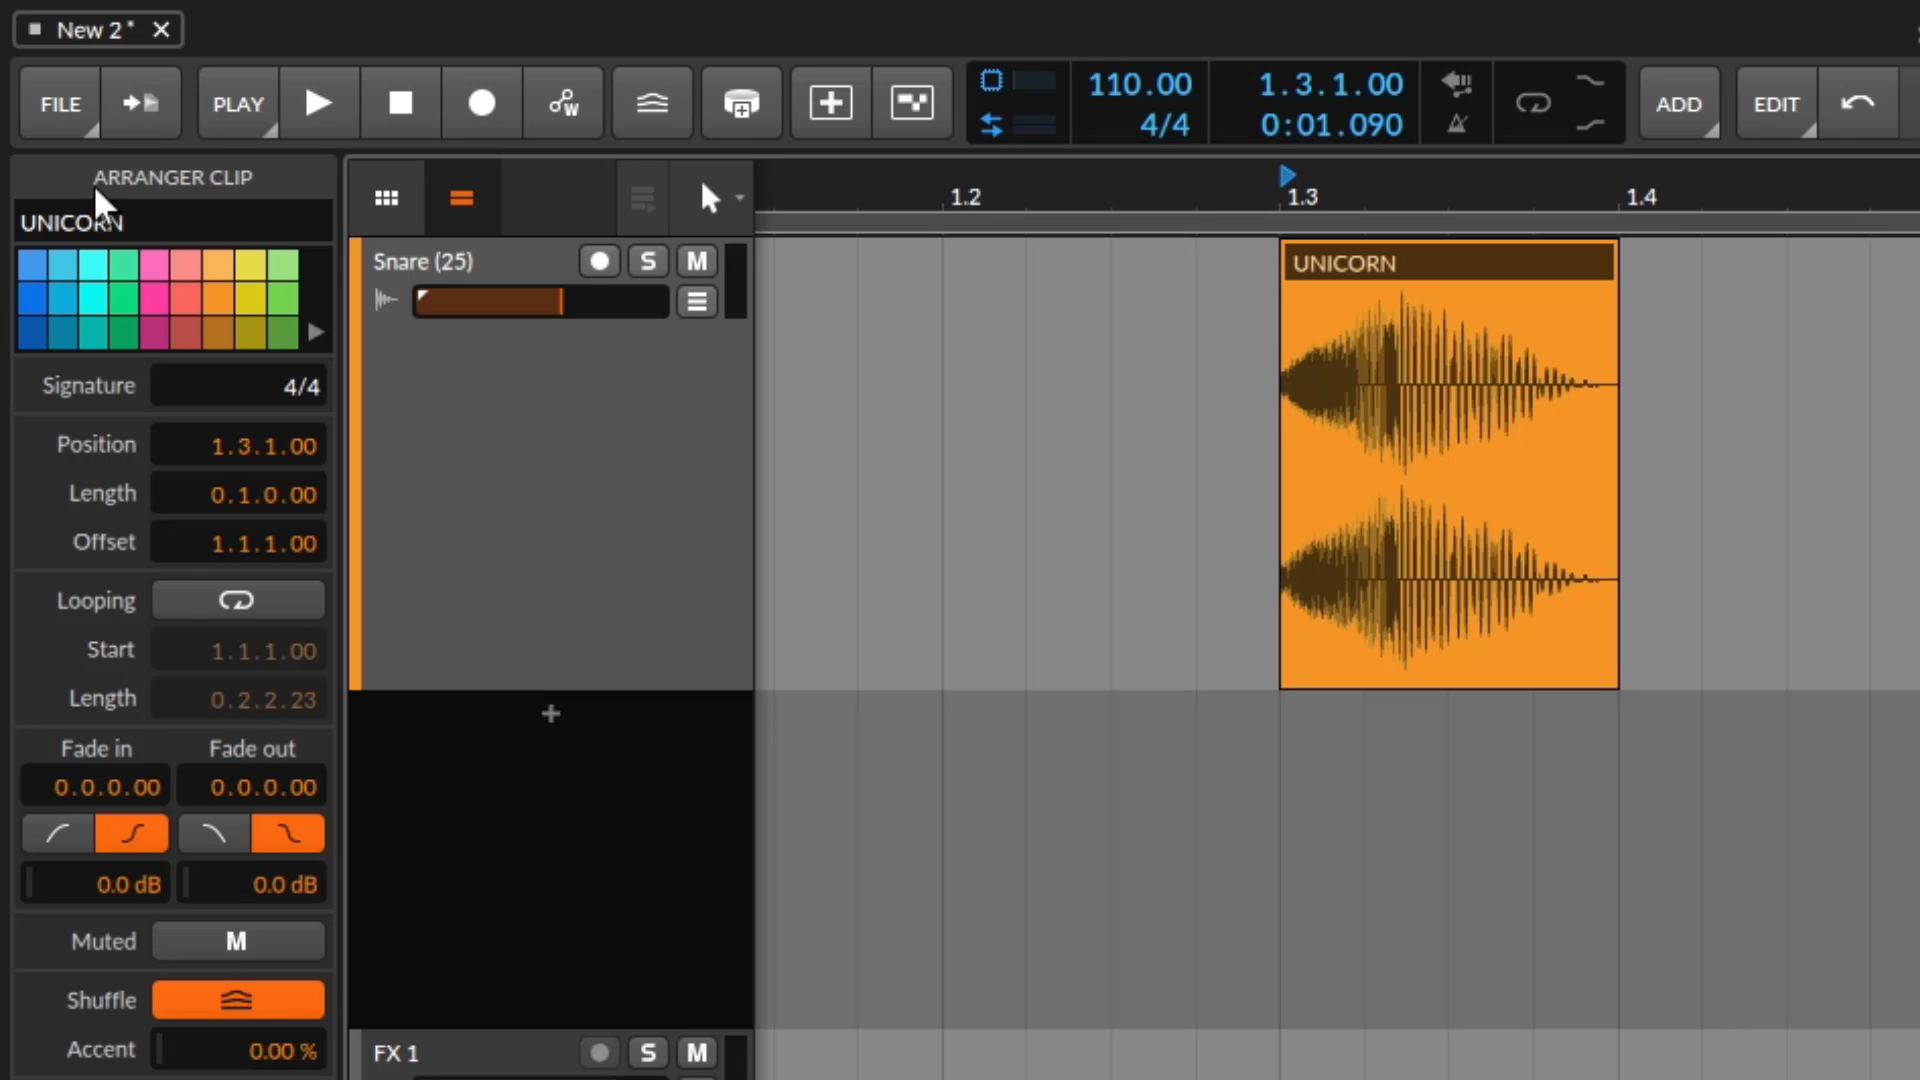 New 2*
FILE
PLAY
W
110.00
4/4
1.3.1.00
0:01.090
ADD
EDIT
ARRANGER CLIP
UNICORN
Signature 4/4
Position 1.3.1.00
Length 0.1.0.00
Offset 1.1.1.00
Looping
Start 1.1.1.00
Length 0.2.2.23
Fade in Fade out
0.0.0.00 0.0.0.00
0.0 dB 0.0 dB
Muted M
Shuffle
Accent 0.00 %
1.2 1.3 1.4
Snare (25) S M
UNICORN
FX 1 S M